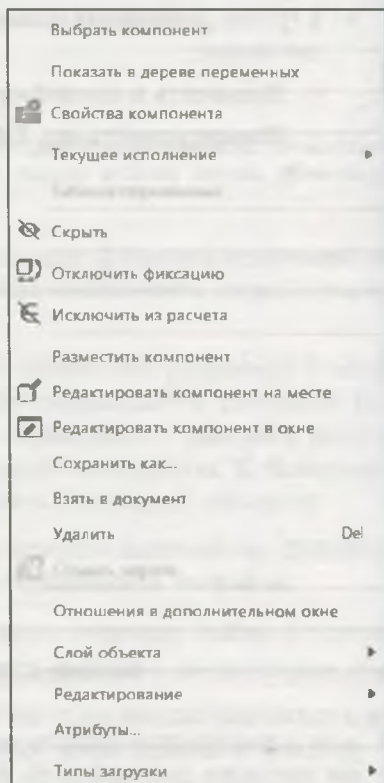 Выбрать компонент
Показать в дереве переменных
Свойства компонента
Текущее исполнение
Скрыть
Отключить фиксацию
Исключить из расчета
Разместить компонент
Редактировать компонент на месте
Редактировать компонент в окне
Сохранить как...
Взять в документ
Удалить Del
Отношения в дополнительном окне
Слой объекта
Редактирование
Атрибуты...
Типы загрузки